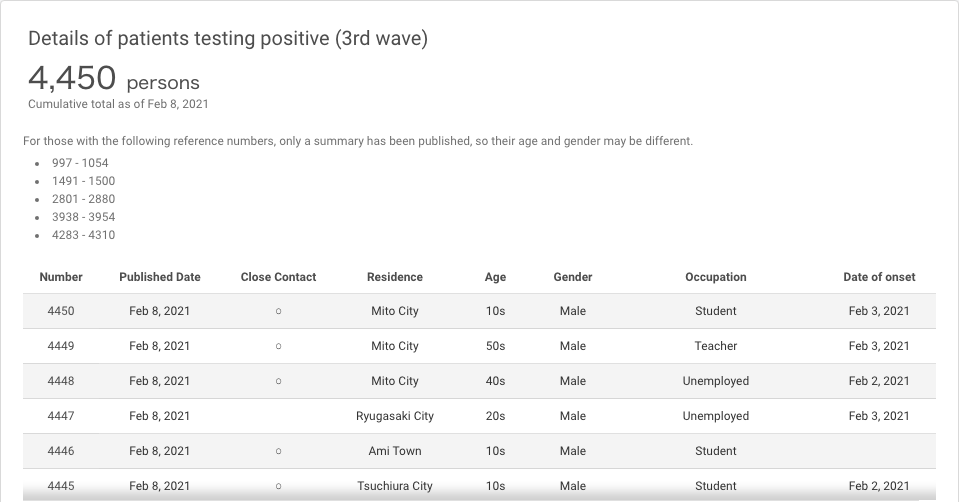 Details of patients testing positive (3rd wave)
4,450 persons
Cumulative total as of Feb 8, 2021
For those with the following reference numbers, only a summary has been published, so their age and gender may be different.
• 997 - 1054
• 1491 - 1500
• 2801 - 2880
• 3938 - 3954
• 4283 - 4310
Number Published Date Close Contact Residence Age Gender Occupation Date of onset
4450 Feb 8, 2021 ○ Mito City 10s Male Student Feb 3, 2021
4449 Feb 8, 2021 ○ Mito City 50s Male Teacher Feb 3, 2021
4448 Feb 8, 2021 ○ Mito City 40s Male Unemployed Feb 2, 2021
4447 Feb 8, 2021 Ryugasaki City 20s Male Unemployed Feb 3, 2021
4446 Feb 8, 2021 ○ Ami Town 10s Male Student
4445 Feb 8, 2021 ○ Tsuchiura City 10s Male Student Feb 2, 2021